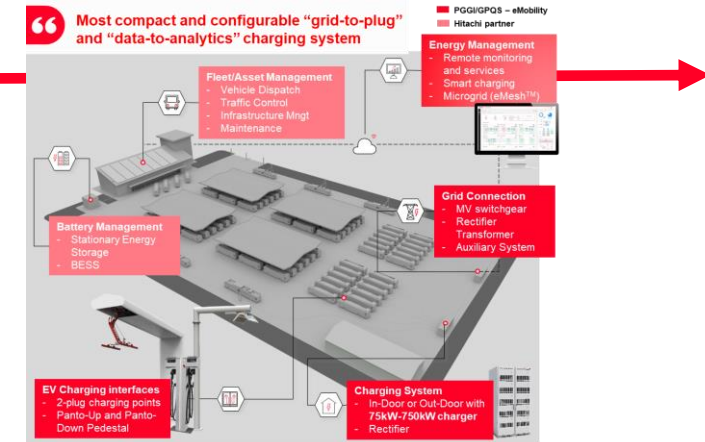 Most compact and configurable “grid-to-plug”
and “data-to-analytics” charging system
PGGI/GPQS – eMobility
Hitachi partner
Energy Management
- Remote monitoring
and services
- Smart charging
- Microgrid (eMesh™)
Fleet/Asset Management
- Vehicle Dispatch
- Traffic Control
- Infrastructure Mngt
- Maintenance
Battery Management
- Stationary Energy
Storage
- BESS
Grid Connection
- MV switchgear
- Rectifier
Transformer
- Auxiliary System
EV Charging interfaces
• 2-plug charging points
• Panto-Up and Panto-
Down Pedestal
Charging System
- In-Door or Out-Door with
75kW-750kW charger
- Rectifier